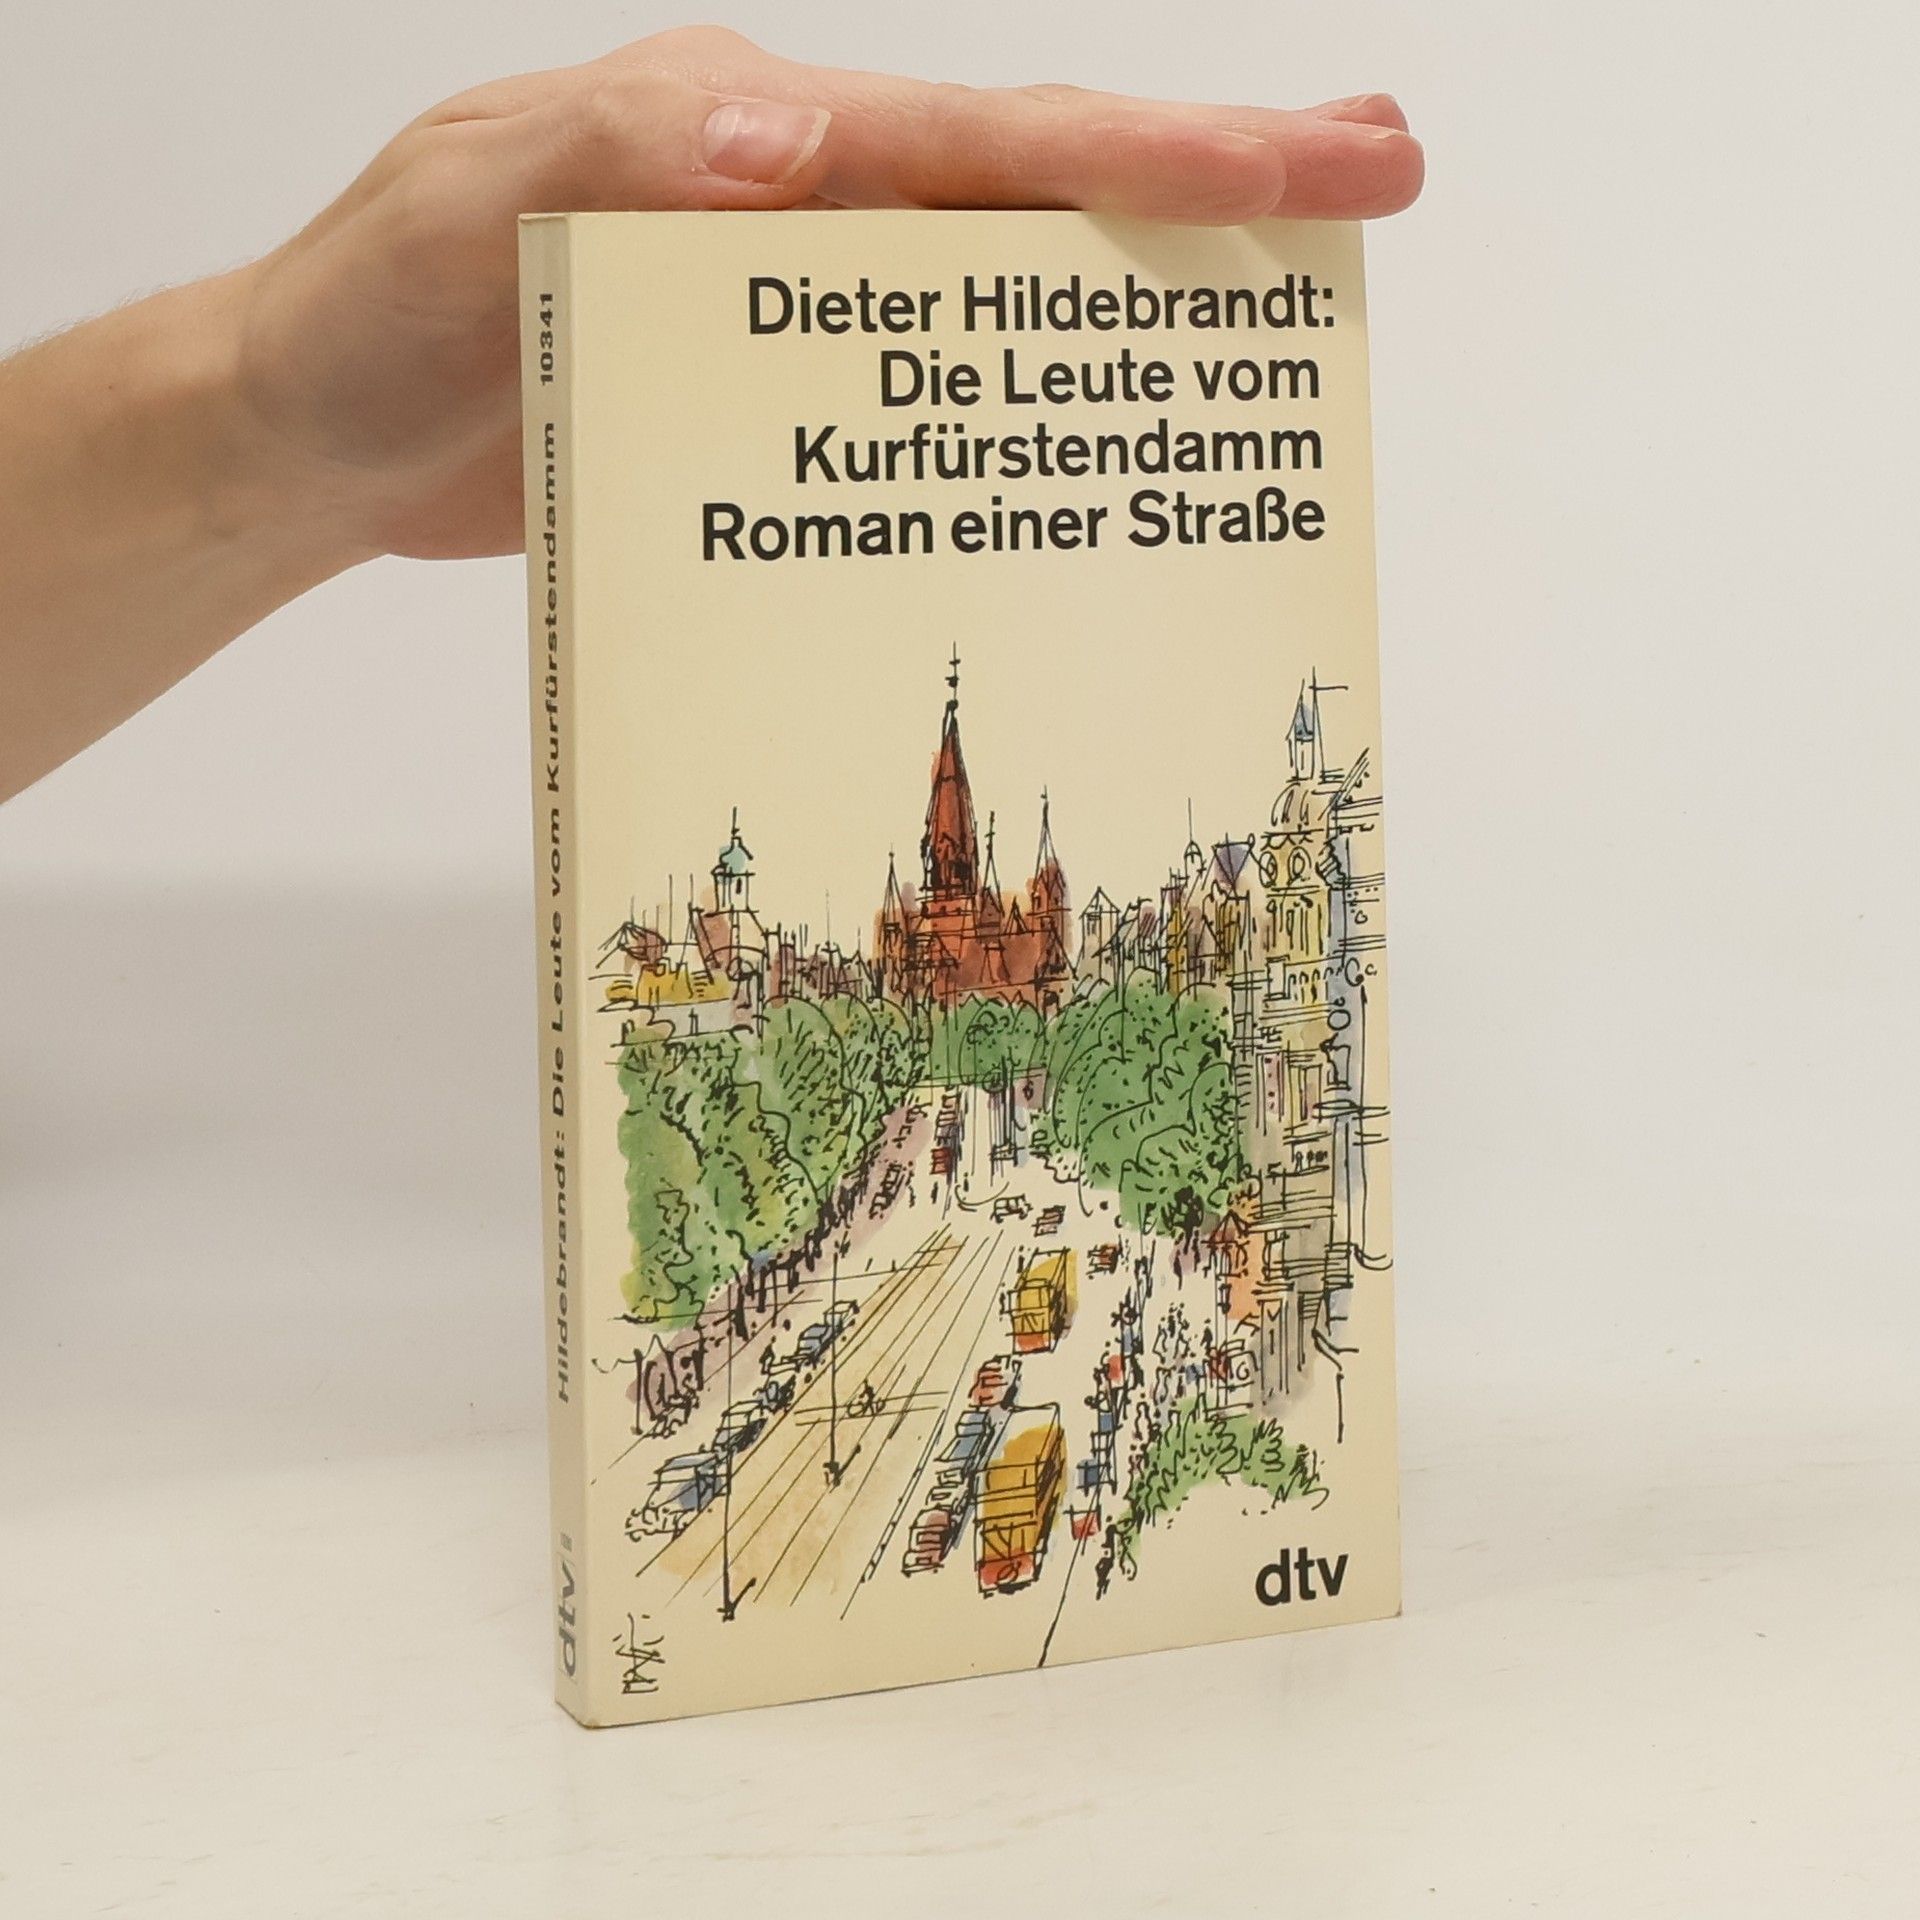 Dieter Hildebrandt:
Die Leute vom
Kurfürstendamm
Roman einer Straße
dtv
Hildebrandt: Die Leute vom Kurfürstendamm 10341
dtv